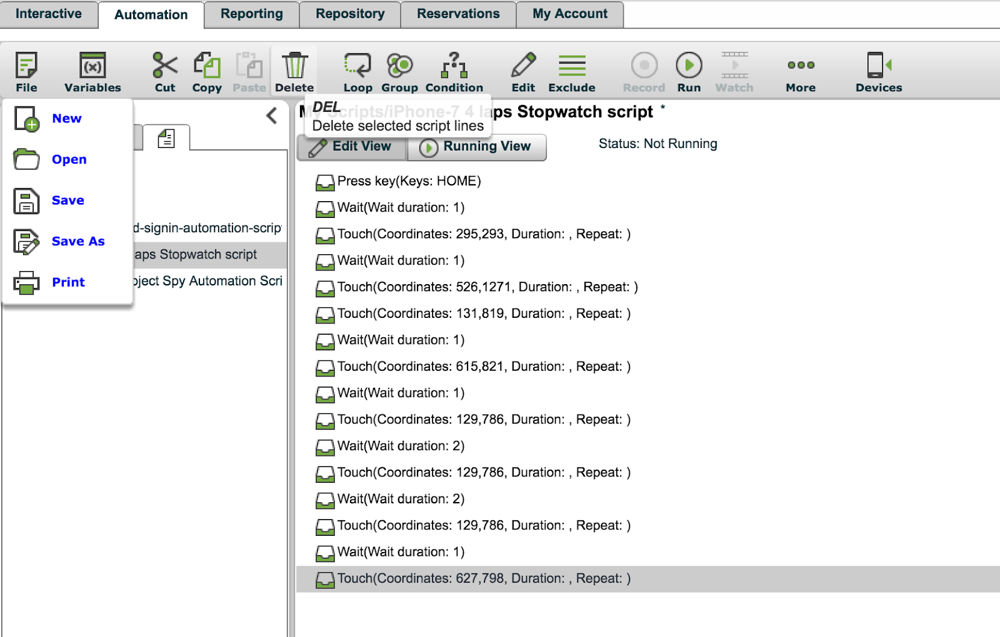 Interactive Automation Reporting Repository Reservations My Account
File Variables Cut Copy Paste Delete Loop Group Condition Edit Exclude Record Run Watch More Devices
New
Open
Save
Save As
Print
d-signin-automation-scrip
aps Stopwatch script
oject Spy Automation Scri
My Scripts/iPhone-7 4 laps Stopwatch script *
DEL
Delete selected script lines
Edit View Running View Status: Not Running
Press key(Keys: HOME)
Wait(Wait duration: 1)
Touch(Coordinates: 295,293, Duration: , Repeat: )
Wait(Wait duration: 1)
Touch(Coordinates: 526,1271, Duration: , Repeat: )
Touch(Coordinates: 131,819, Duration: , Repeat: )
Wait(Wait duration: 1)
Touch(Coordinates: 615,821, Duration: , Repeat: )
Wait(Wait duration: 1)
Touch(Coordinates: 129,786, Duration: , Repeat: )
Wait(Wait duration: 2)
Touch(Coordinates: 129,786, Duration: , Repeat: )
Wait(Wait duration: 2)
Touch(Coordinates: 129,786, Duration: , Repeat: )
Wait(Wait duration: 1)
Touch(Coordinates: 627,798, Duration: , Repeat: )